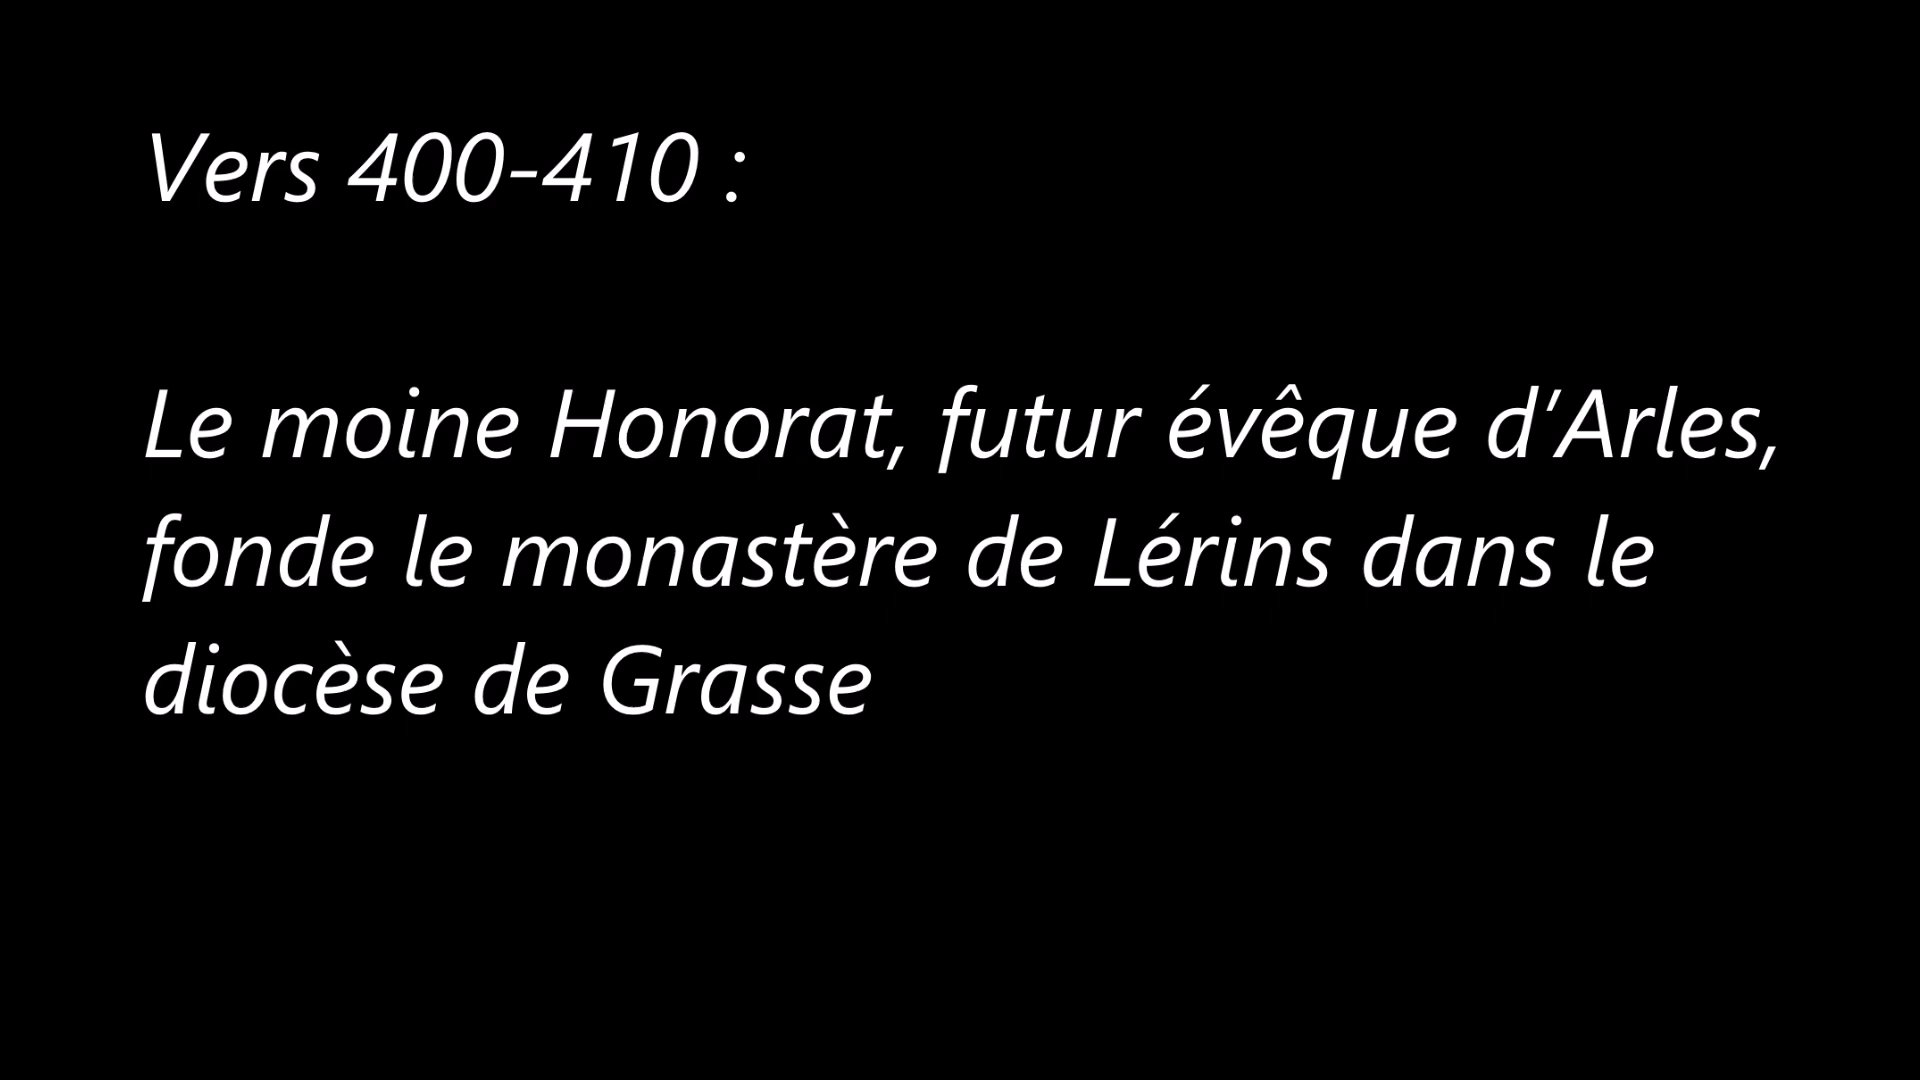 Vers 400-410 :
Le moine Honorat, futur évêque d'Arles,
fonde le monastère de Lérins dans le
diocèse de Grasse